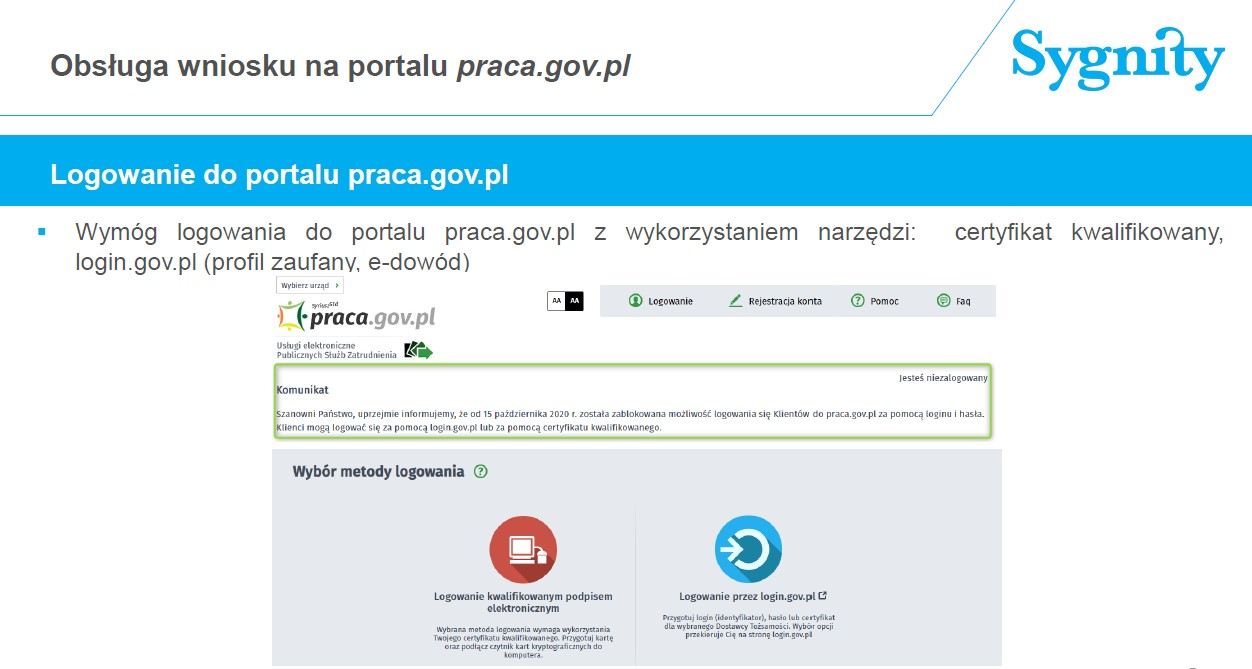 Obsługa wniosku na portalu praca.gov.pl
Sygnity
Logowanie do portalu praca.gov.pl
Wymóg logowania do portalu praca.gov.pl z wykorzystaniem narzędzi: certyfikat kwalifikowany,
login.gov.pl (profil zaufany, e-dowód)
Wybierz urząd ›
AA AA
Logowanie
Rejestracja konta
Pomoc
Faq
syriuszStd
praca.gov.pl
Usługi elektroniczne
Publicznych Służb Zatrudnienia
Jesteś niezalogowany
Komunikat
Szanowni Państwo, uprzejmie informujemy, że od 15 października 2020 r. została zablokowana możliwość logowania się Klientów do praca.gov.pl za pomocą loginu i hasła.
Klienci mogą logować się za pomocą login.gov.pl lub za pomocą certyfikatu kwalifikowanego.
Wybór metody logowania ?
Logowanie kwalifikowanym podpisem
elektronicznym
Wybrana metoda logowania wymaga wykorzystania
Twojego certyfikatu kwalifikowanego. Przygotuj kartę
oraz podłącz czytnik kart kryptograficznych do
komputera.
Logowanie przez login.gov.pl
Przygotuj login (identyfikator), hasło lub certyfikat
dla wybranego Dostawcy Tożsamości. Wybór opcji
przekieruje Cię na stronę login.gov.pl